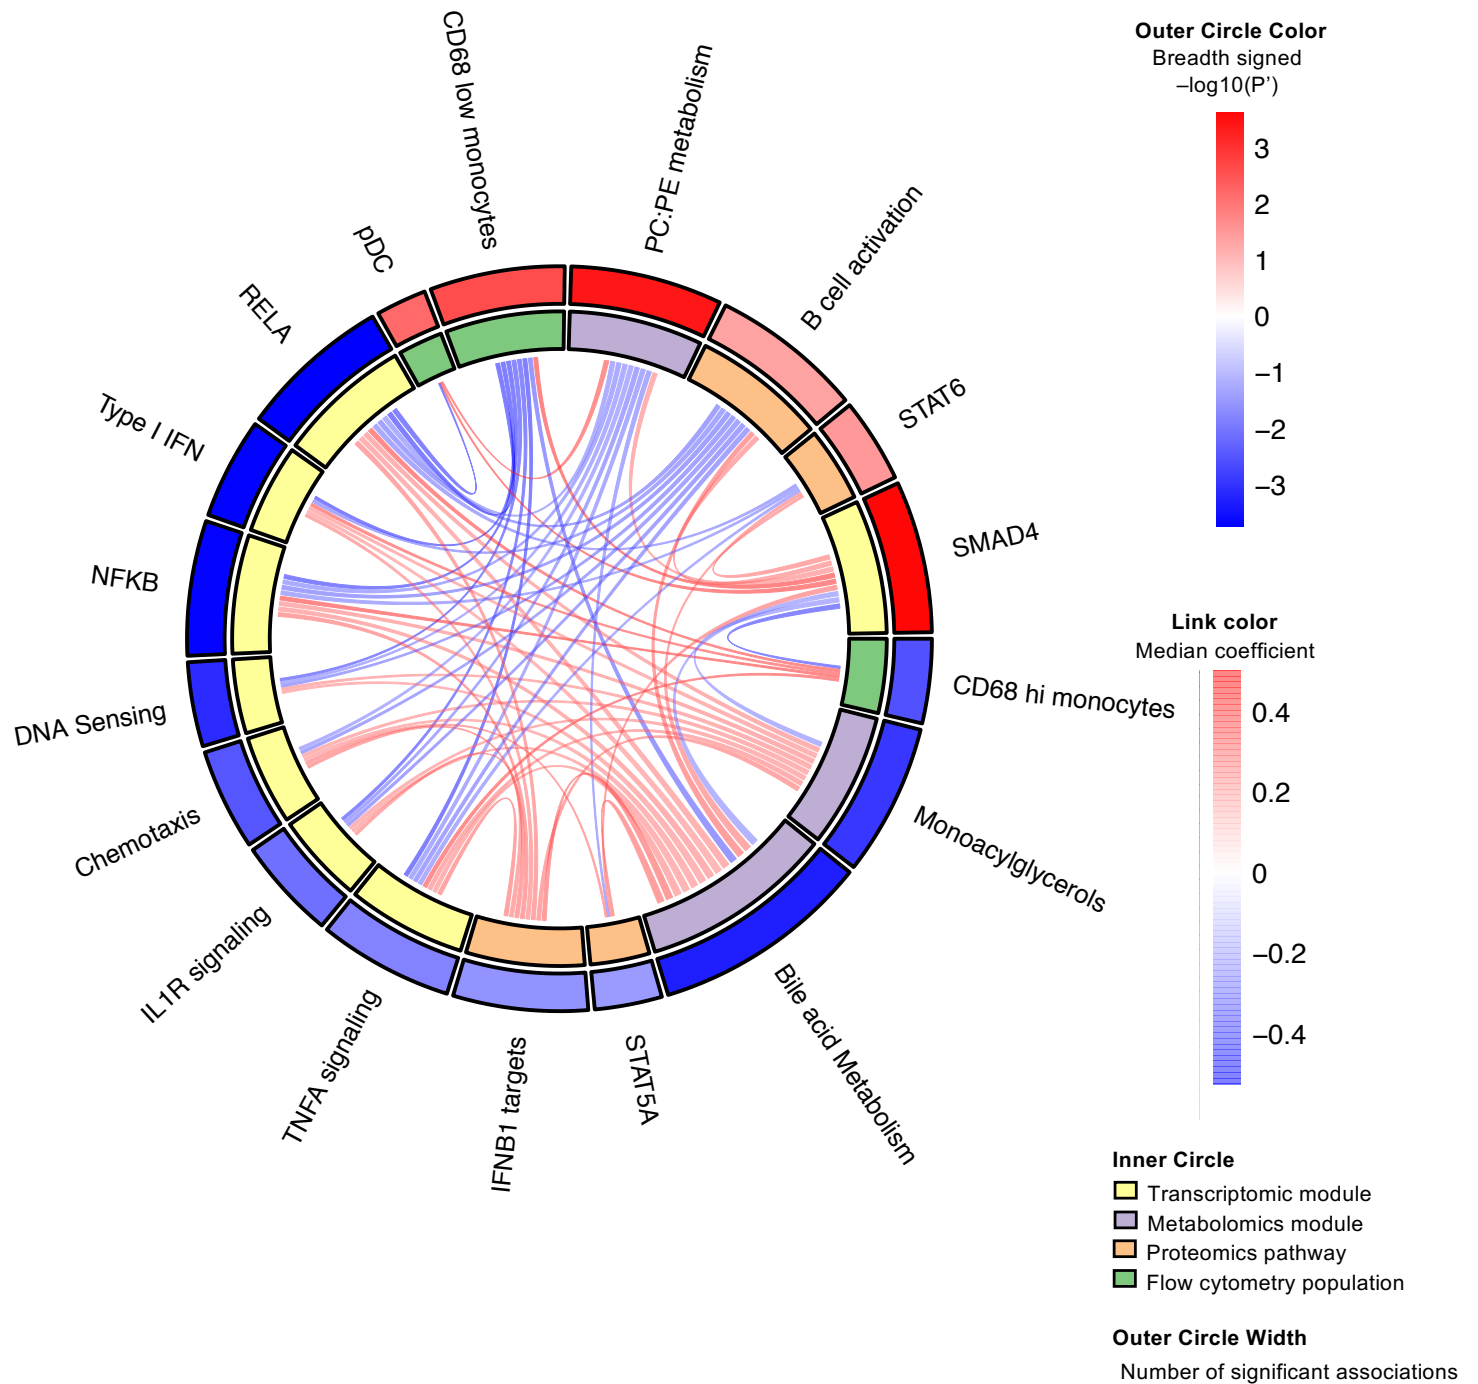 CD68 low monocytes
PC:PE metabolism
B cell activation
STAT6
SMAD4
CD68 hi monocytes
Monoacylglycerols
Bile acid Metabolism
STAT5A
IFNB1 targets
TNFA signaling
IL1R signaling
Chemotaxis
DNA Sensing
NFKB
Type I IFN
RELA
pDC
Outer Circle Color
Breadth signed
−log10(P’)
3
2
1
0
−1
−2
−3
Link color
Median coefficient
0.4
0.2
0
−0.2
−0.4
Inner Circle
Transcriptomic module
Metabolomics module
Proteomics pathway
Flow cytometry population
Outer Circle Width
Number of significant associations